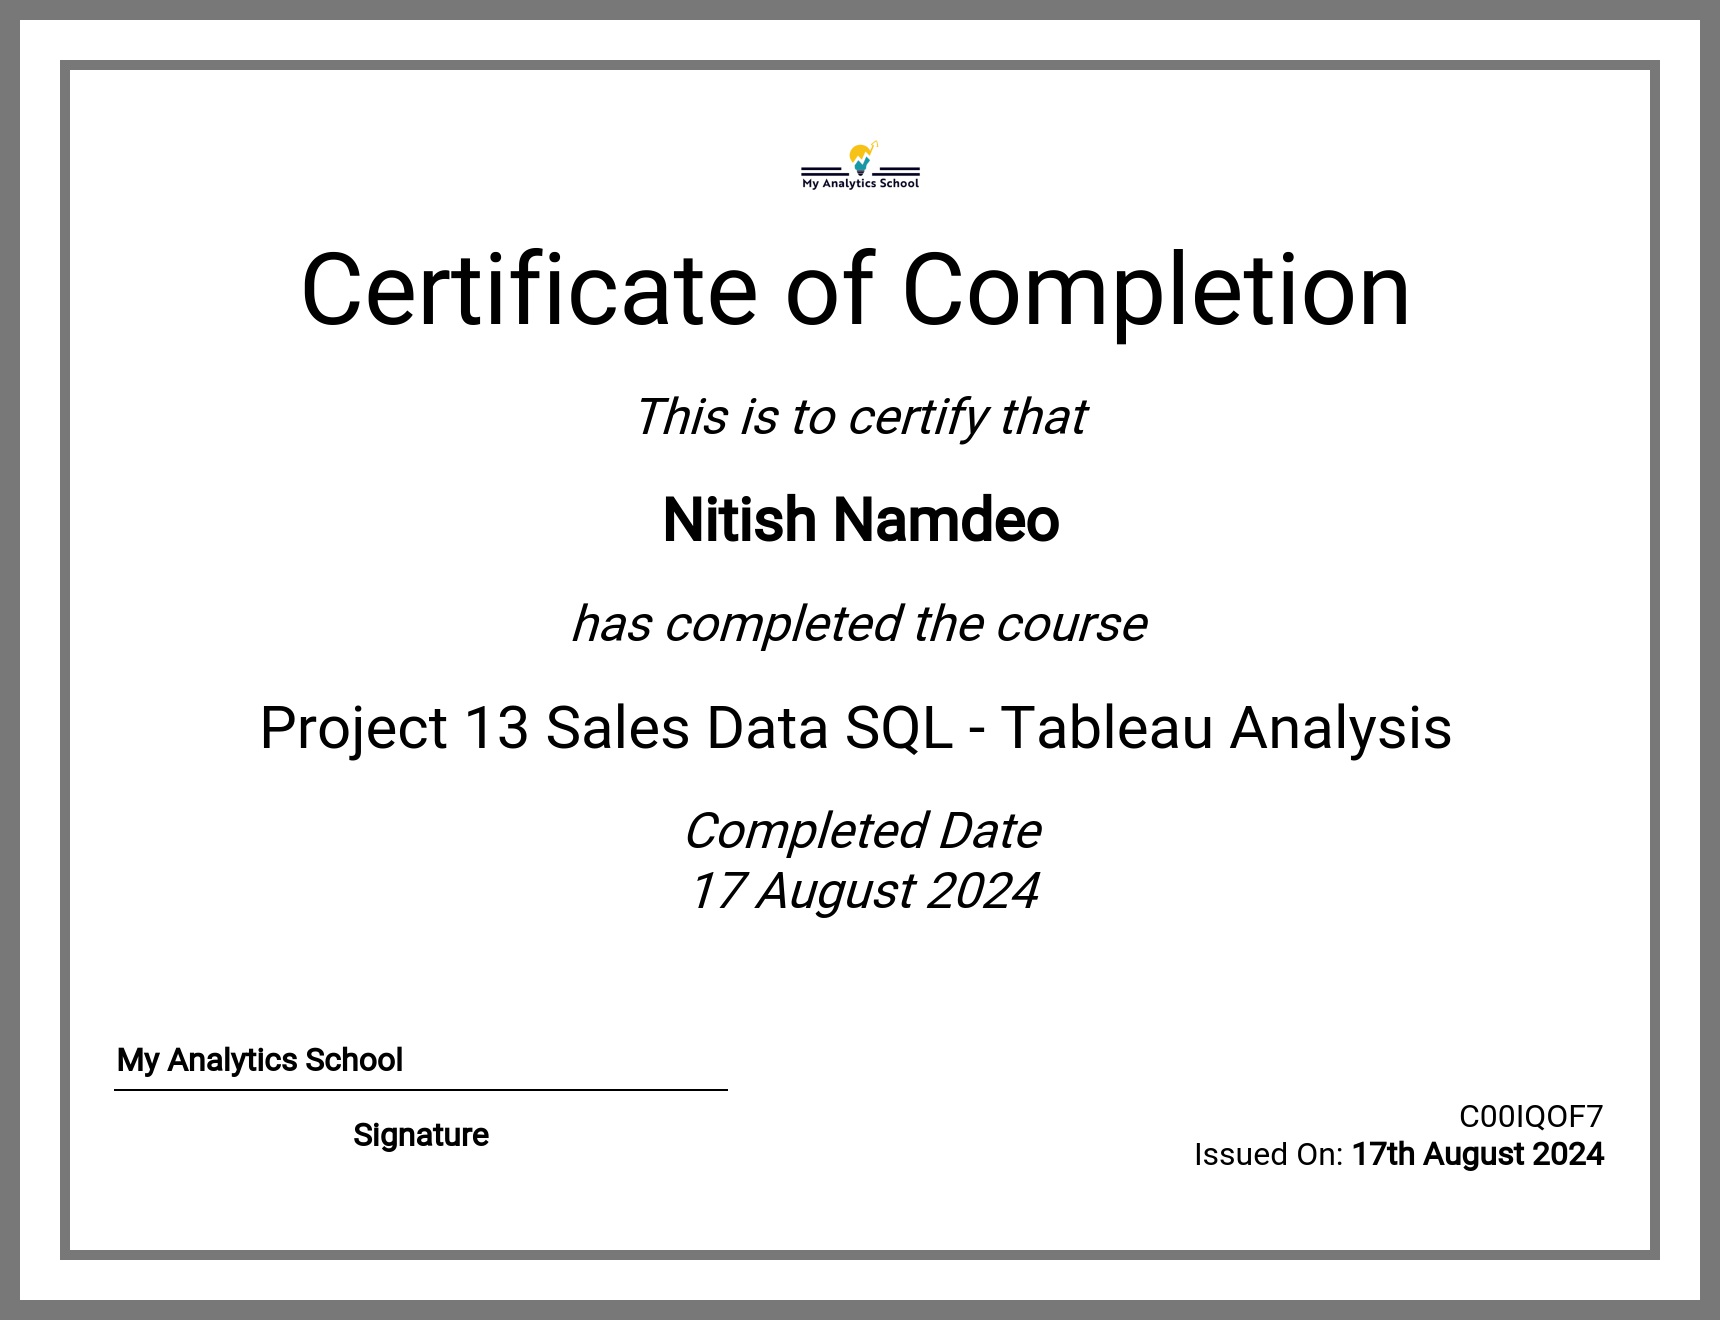 My Analytics School
Certificate of Completion
This is to certify that
Nitish Namdeo
has completed the course
Project 13 Sales Data SQL - Tableau Analysis
Completed Date
17 August 2024
My Analytics School
Signature
C00IQOF7
Issued On: 17th August 2024